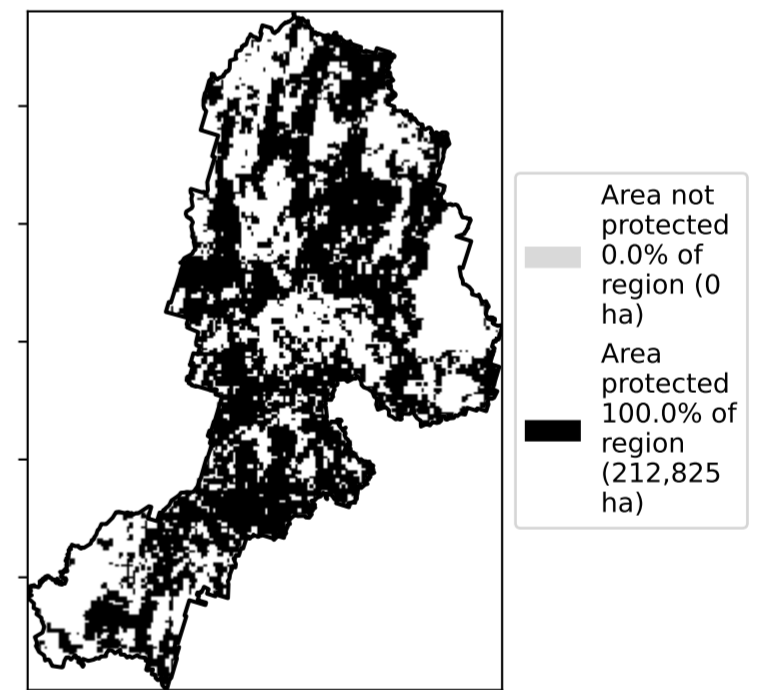 Area not
protected
0.0% of
region (0
ha)
Area
protected
100.0% of
region
(212,825
ha)